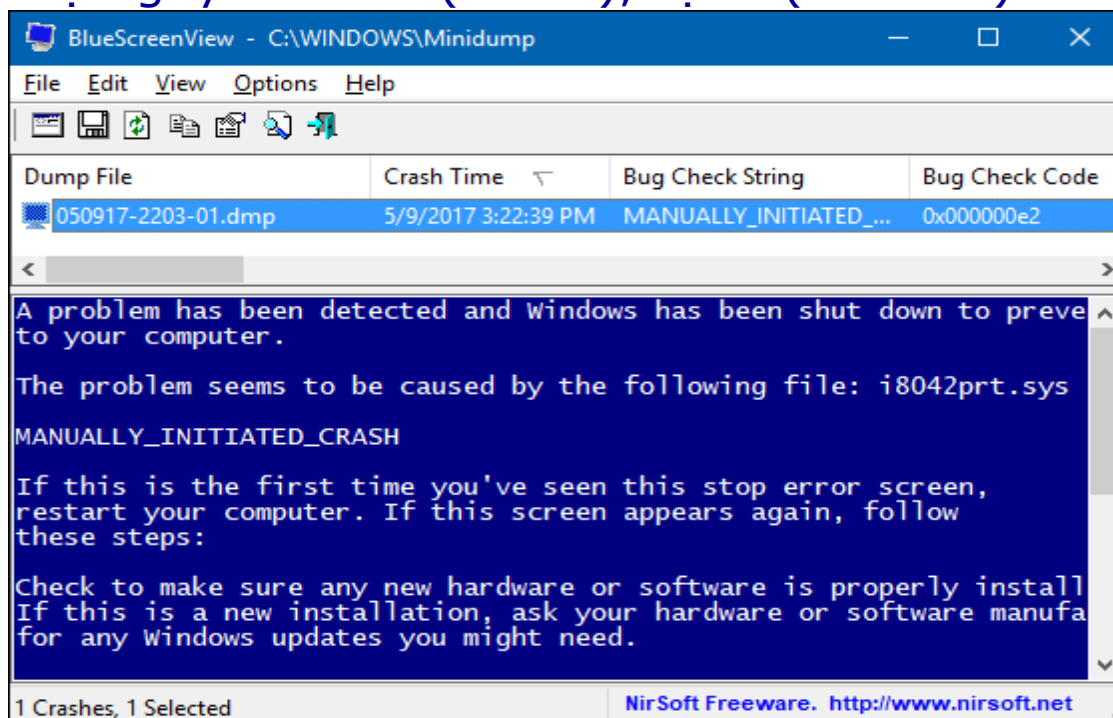 BlueScreenView - C:\WINDOWS\Minidump
File Edit View Options Help
Dump File Crash Time Bug Check String Bug Check Code
050917-2203-01.dmp 5/9/2017 3:22:39 PM MANUALLY_INITIATED_... 0x000000e2
A problem has been detected and Windows has been shut down to preve
to your computer.
The problem seems to be caused by the following file: i8042prt.sys
MANUALLY_INITIATED_CRASH
If this is the first time you've seen this stop error screen,
restart your computer. If this screen appears again, follow
these steps:
Check to make sure any new hardware or software is properly install
If this is a new installation, ask your hardware or software manufa
for any Windows updates you might need.
1 Crashes, 1 Selected
NirSoft Freeware. http://www.nirsoft.net